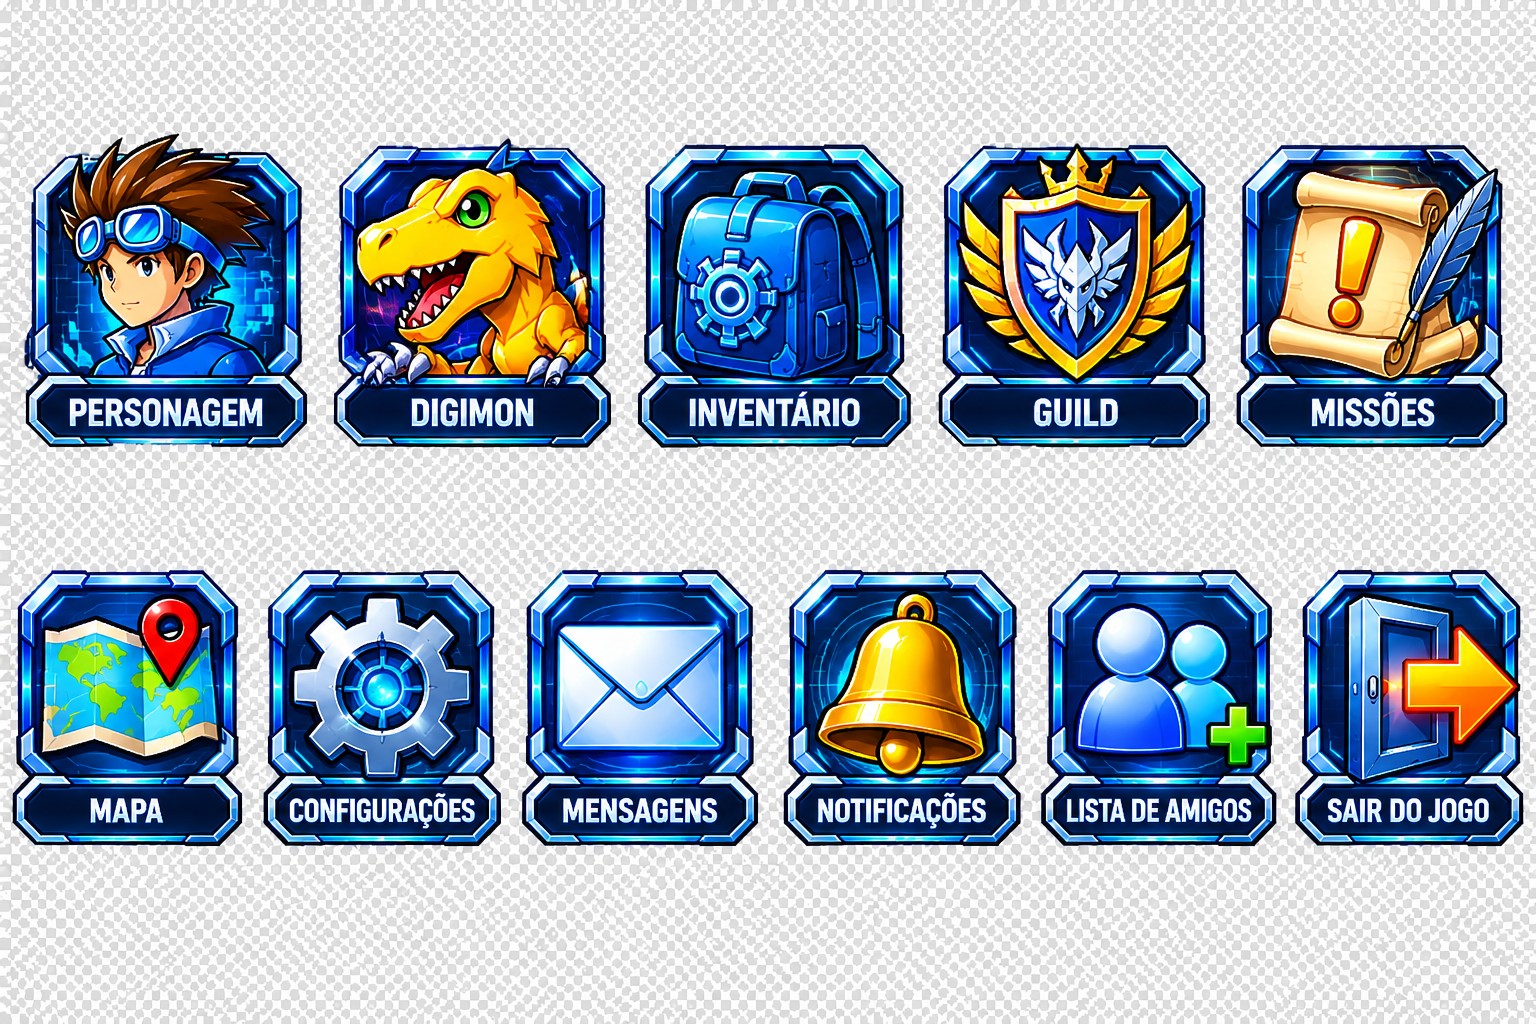 PERSONAGEM
DIGIMON
INVENTÁRIO
GUILD
MISSÕES
MAPA
CONFIGURAÇÕES
MENSAGENS
NOTIFICAÇÕES
LISTA DE AMIGOS
SAIR DO JOGO